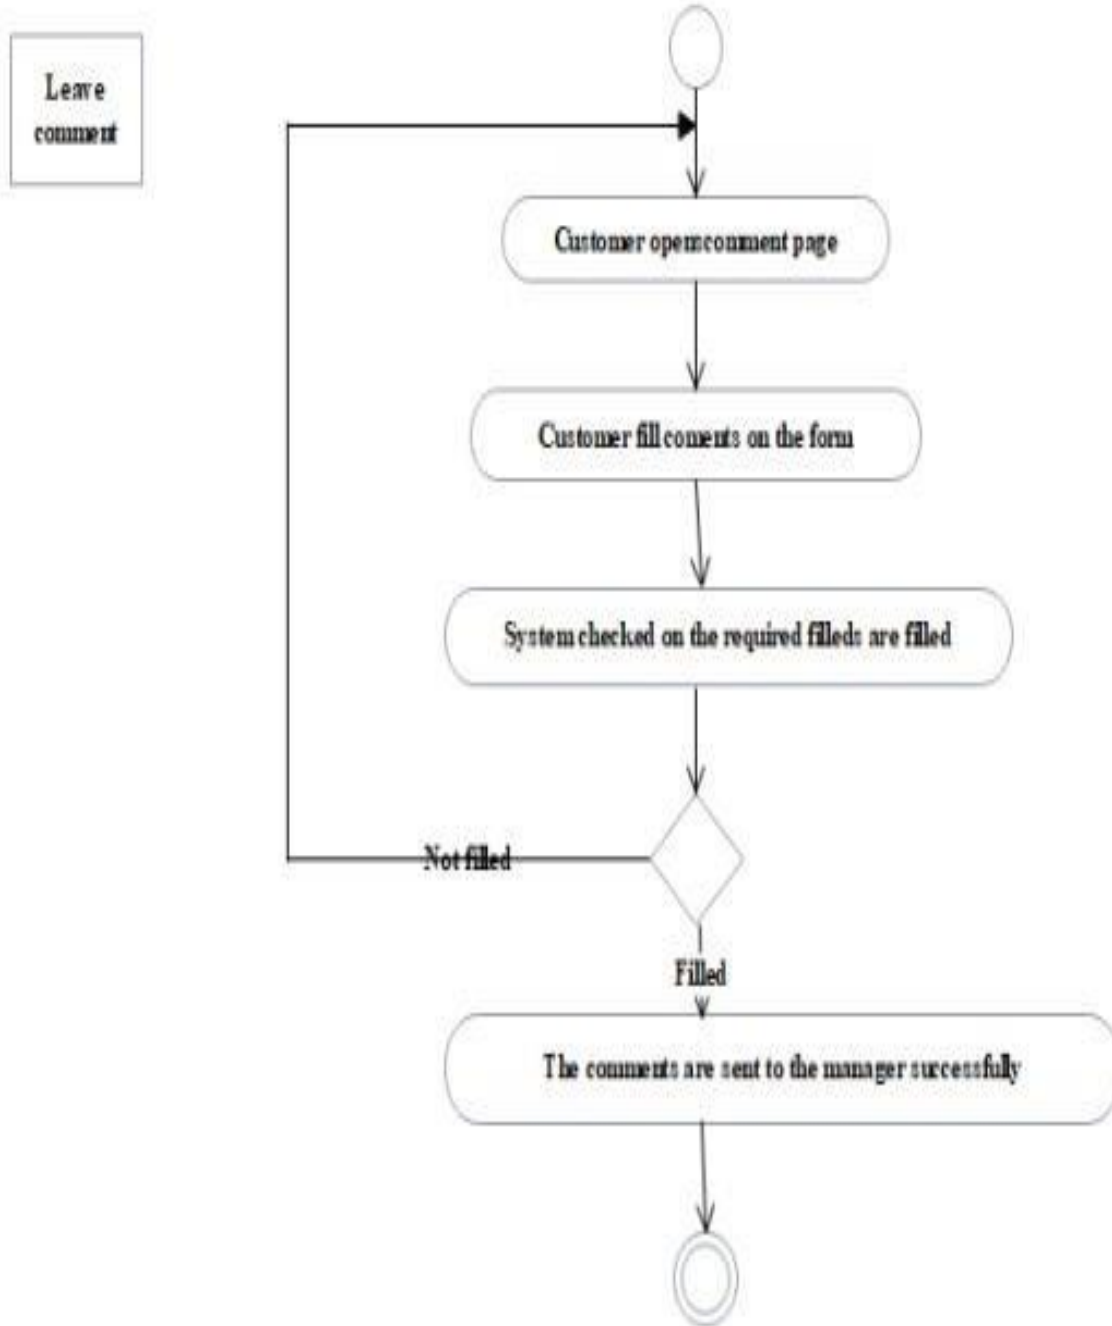 Leave
comment
Customer openscomment page
Customer fill coments on the form
System checked on the required filleds are filled
Not filled
Filled
The comments are sent to the manager successfully